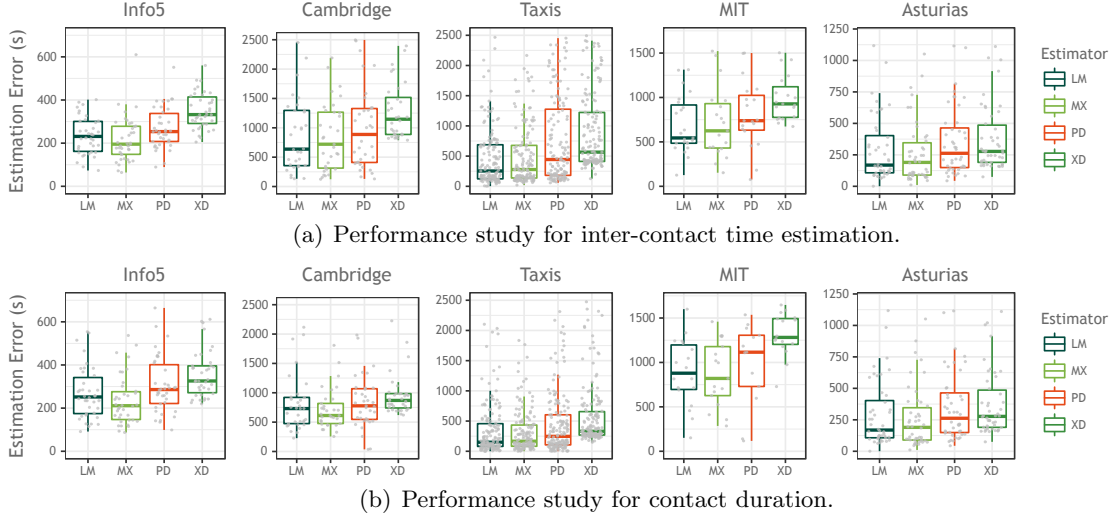 Info5 Cambridge Taxis MIT Asturias
Estimation Error (s)
600
400
200
0
2500
2000
1500
1000
500
0
2500
2000
1500
1000
500
0
1500
1000
500
0
1250
1000
750
500
250
0
LM MX PD XD
LM MX PD XD
LM MX PD XD
LM MX PD XD
LM MX PD XD
Estimator
LM
MX
PD
XD
(a) Performance study for inter-contact time estimation.
Info5 Cambridge Taxis MIT Asturias
Estimation Error (s)
600
400
200
0
2500
2000
1500
1000
500
0
2500
2000
1500
1000
500
0
1500
1000
500
0
1250
1000
750
500
250
0
LM MX PD XD
LM MX PD XD
LM MX PD XD
LM MX PD XD
LM MX PD XD
Estimator
LM
MX
PD
XD
(b) Performance study for contact duration.